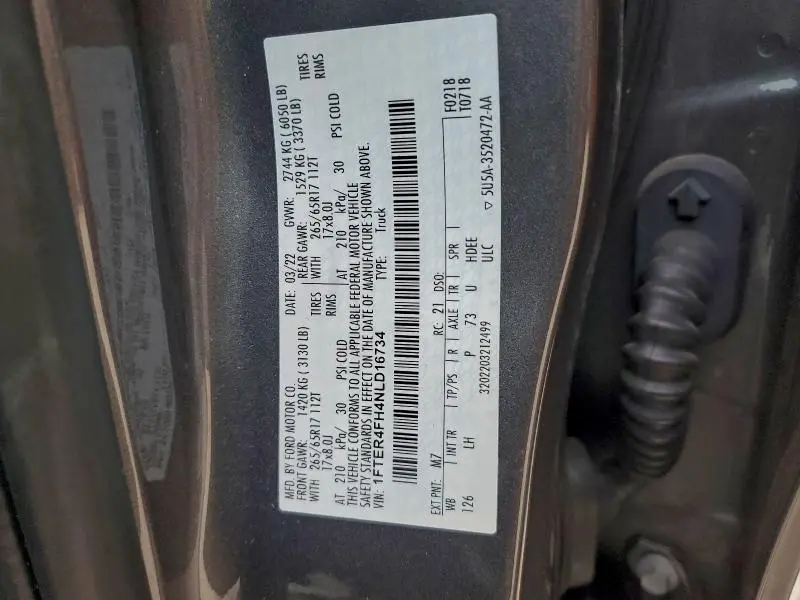 MFD. BY FORD MOTOR CO.
DATE: 03/22 GVWR: 2744 KG ( 6050 LB)
FRONT GAWR: 1420 KG ( 3130 LB) REAR GAWR: 1529 KG ( 3370 LB)
WITH 265/65R17 112T TIRES WITH 265/65R17 112T TIRES
17x8.0J RIMS 17x8.0J RIMS
AT 210 kPa/ 30 PSI COLD AT 210 kPa/ 30 PSI COLD
THIS VEHICLE CONFORMS TO ALL APPLICABLE FEDERAL MOTOR VEHICLE
SAFETY STANDARDS IN EFFECT ON THE DATE OF MANUFACTURE SHOWN ABOVE.
VIN: 1FTER4FH4NLD16734 TYPE: Truck
EXT PNT: M7 RC: 21 DSO: F0218
WB INT TR TP/PS R AXLE TR SPR T0718
126 LH P 73 U HDEE
3202203212499 ULC ▽ 5U5A-3520472-AA